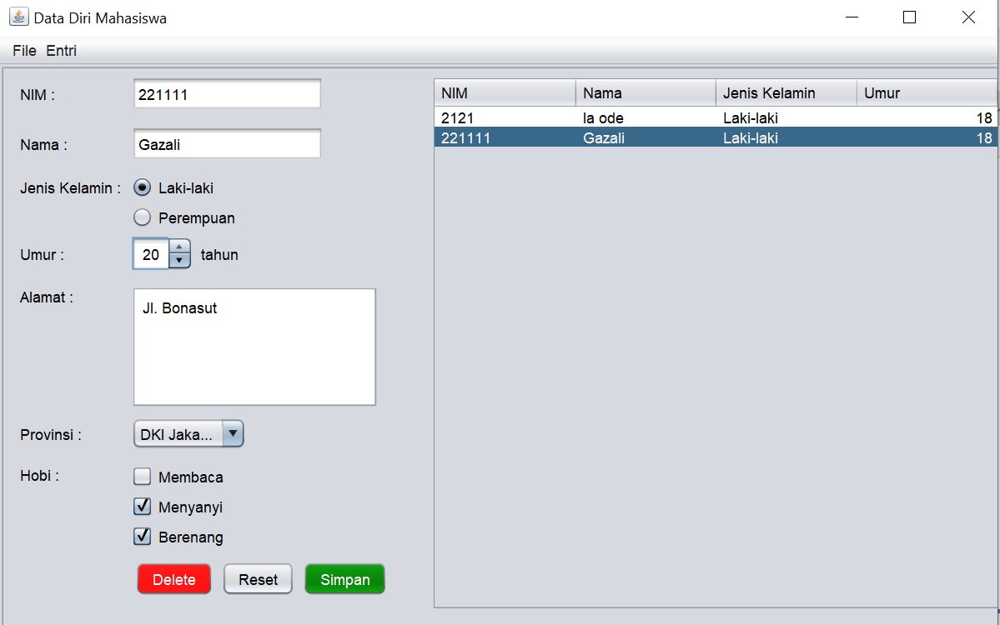 Data Diri Mahasiswa
File Entri
NIM : 221111
Nama : Gazali
Jenis Kelamin : Laki-laki
Perempuan
Umur : 20 tahun
Alamat : Jl. Bonasut
Provinsi : DKI Jaka...
Hobi : Membaca
Menyanyi
Berenang
Delete Reset Simpan
NIM Nama Jenis Kelamin Umur
2121 la ode Laki-laki 18
221111 Gazali Laki-laki 18